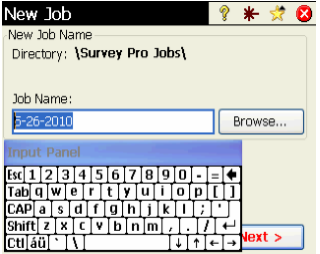 New Job
New Job Name
Directory: \Survey Pro Jobs\
Job Name:
5-26-2010
Browse...
Input Panel
Esc 1 2 3 4 5 6 7 8 9 0 - =
Tab q w e r t y u i o p [ ]
CAP a s d f g h j k l ; '
Shift z x c v b n m , . /
Ctl áü ` \ ↓ ↑ ← →
Next >